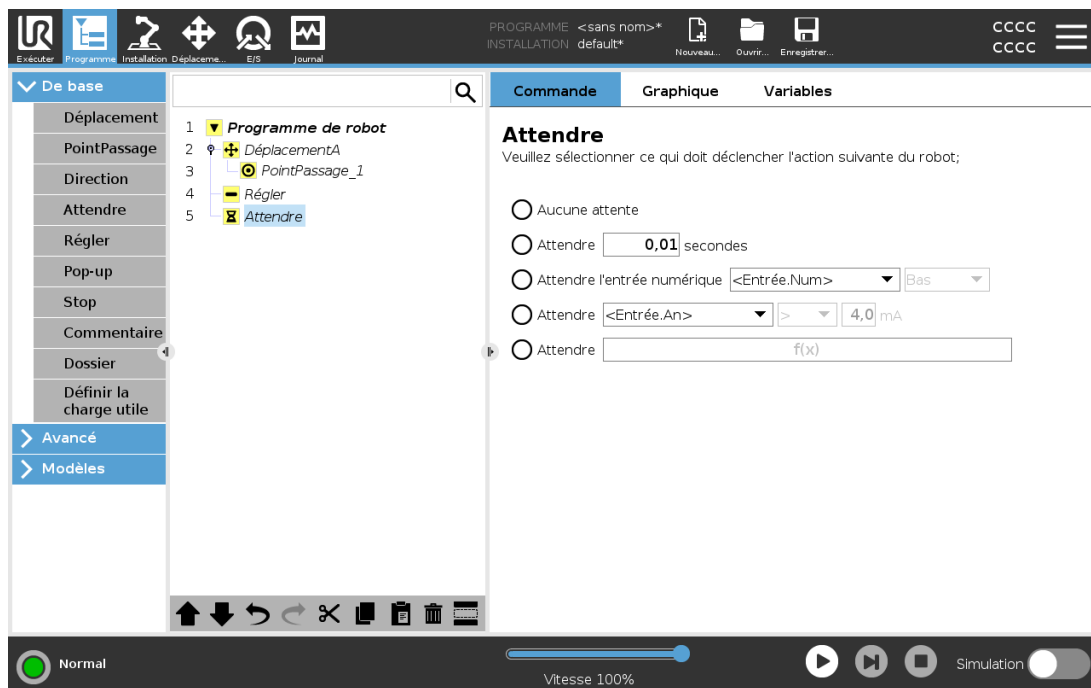 PROGRAMME <sans nom>*
INSTALLATION default*
CCCC
CCCC
Exécuter Programme Installation Déplaceme... E/S Journal
Nouveau... Ouvrir... Enregistrer...
De base
Déplacement
PointPassage
Direction
Attendre
Régler
Pop-up
Stop
Commentaire
Dossier
Définir la
charge utile
Avancé
Modèles
1 Programme de robot
2 DéplacementA
3 PointPassage_1
4 Régler
5 Attendre
Commande Graphique Variables
Attendre
Veuillez sélectionner ce qui doit déclencher l'action suivante du robot;
Aucune attente
Attendre 0,01 secondes
Attendre l'entrée numérique <Entrée.Num> Bas
Attendre <Entrée.An> > 4,0 mA
Attendre f(x)
Normal
Vitesse 100%
Simulation